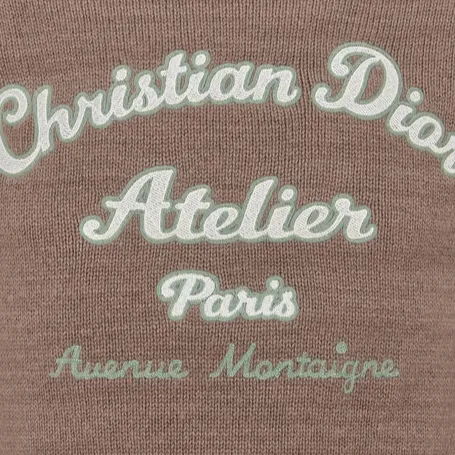 Christian Dior
Atelier
Paris
Avenue Montaigne